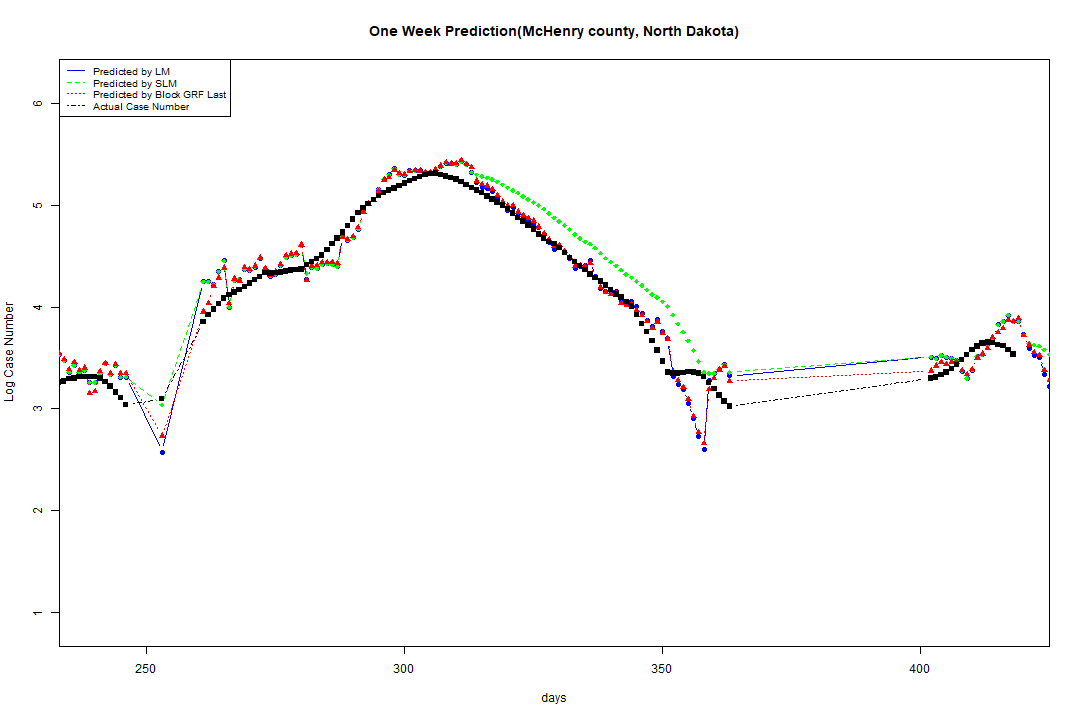 One Week Prediction(McHenry county, North Dakota)
Predicted by LM
Predicted by SLM
Predicted by Block GRF Last
Actual Case Number
6
5
4
3
2
1
Log Case Number
250
300
350
400
days